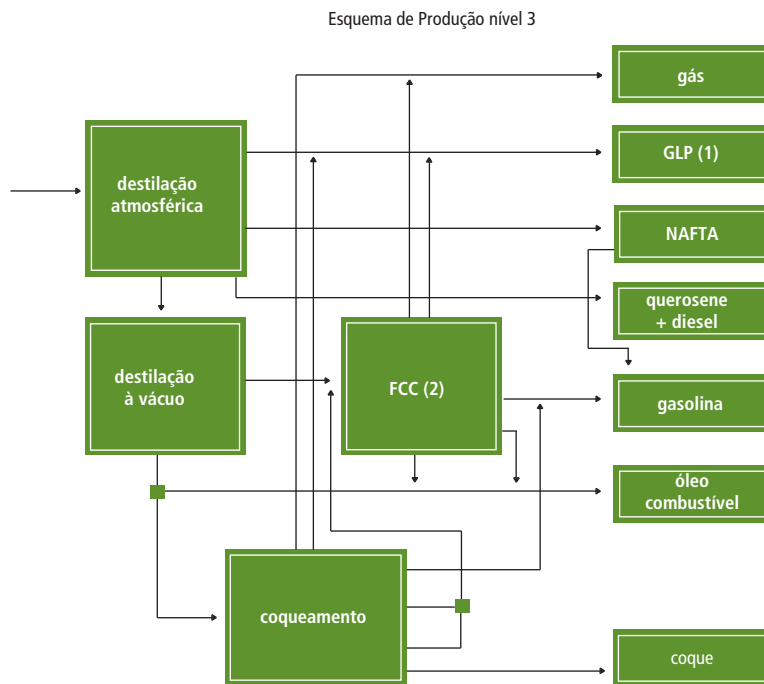 Esquema de Produção nível 3
gás
destilação
atmosférica
GLP (1)
NAFTA
querosene
+ diesel
destilação
à vácuo
FCC (2)
gasolina
óleo
combustível
coqueamento
coque